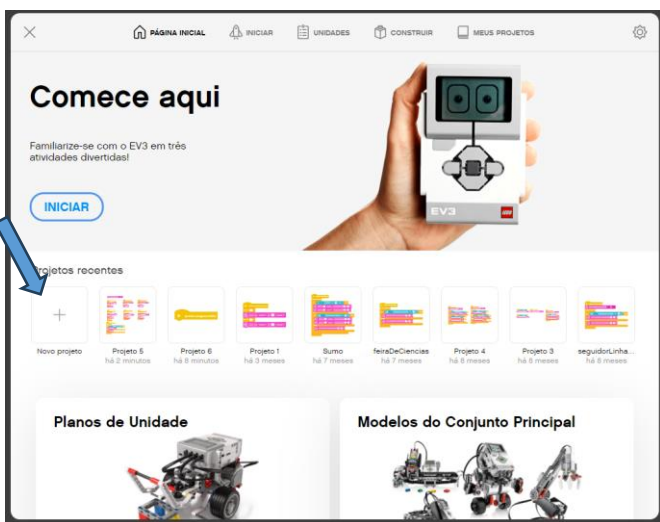 PÁGINA INICIAL
INICIAR
UNIDADES
CONSTRUIR
MEUS PROJETOS
Comece aqui
Familiarize-se com o EV3 em três
atividades divertidas!
INICIAR
EV3
Projetos recentes
Novo projeto
Projeto 5
há 2 minutos
Projeto 6
há 8 minutos
Projeto 1
há 3 meses
Sumo
há 7 meses
feiraDeCiencias
há 7 meses
Projeto 4
há 8 meses
Projeto 3
há 8 meses
seguidorLinha...
há 8 meses
Planos de Unidade
Modelos do Conjunto Principal